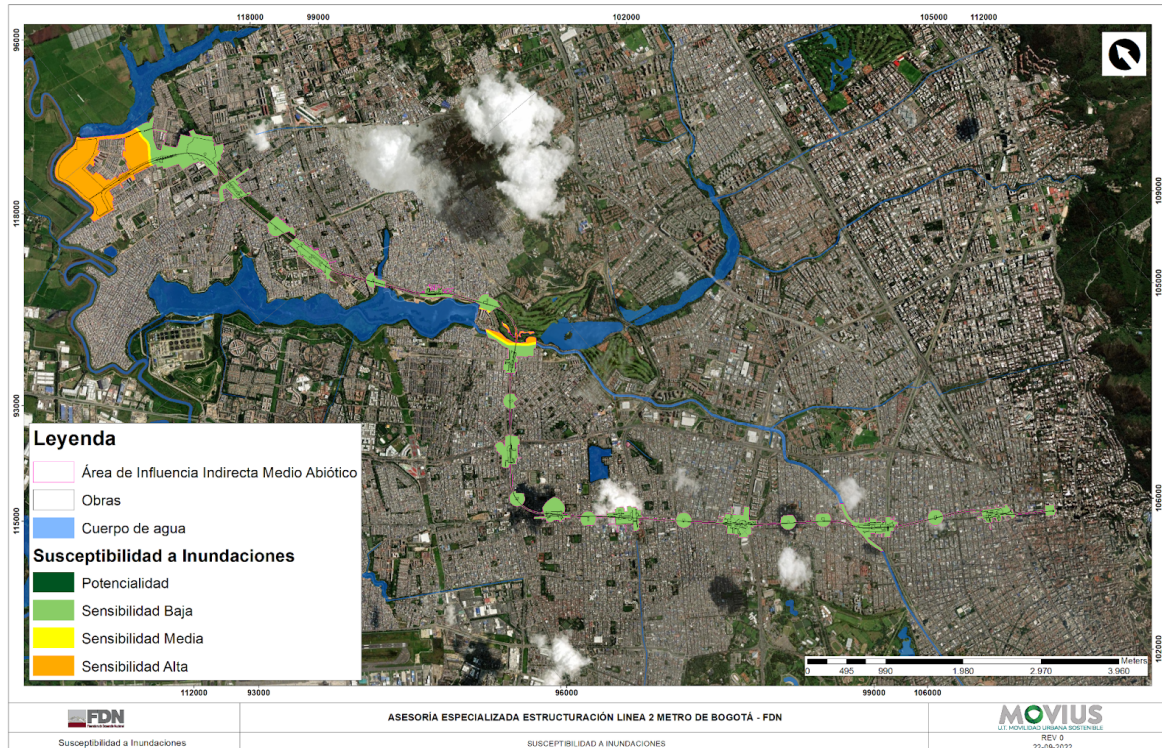 118000 99000 102000 105000 112000
96000
118000
93000
115000
109000
105000
106000
102000
Leyenda
Área de Influencia Indirecta Medio Abiótico
Obras
Cuerpo de agua
Susceptibilidad a Inundaciones
Potencialidad
Sensibilidad Baja
Sensibilidad Media
Sensibilidad Alta
Meters
0 495 990 1.980 2.970 3.960
112000 93000 96000 99000 106000
FDN
ASESORÍA ESPECIALIZADA ESTRUCTURACIÓN LINEA 2 METRO DE BOGOTÁ - FDN
MOVIUS
U.T. MOVILIDAD URBANA SOSTENIBLE
Susceptibilidad a Inundaciones
SUSCEPTIBILIDAD A INUNDACIONES
REV 0
22-09-2022